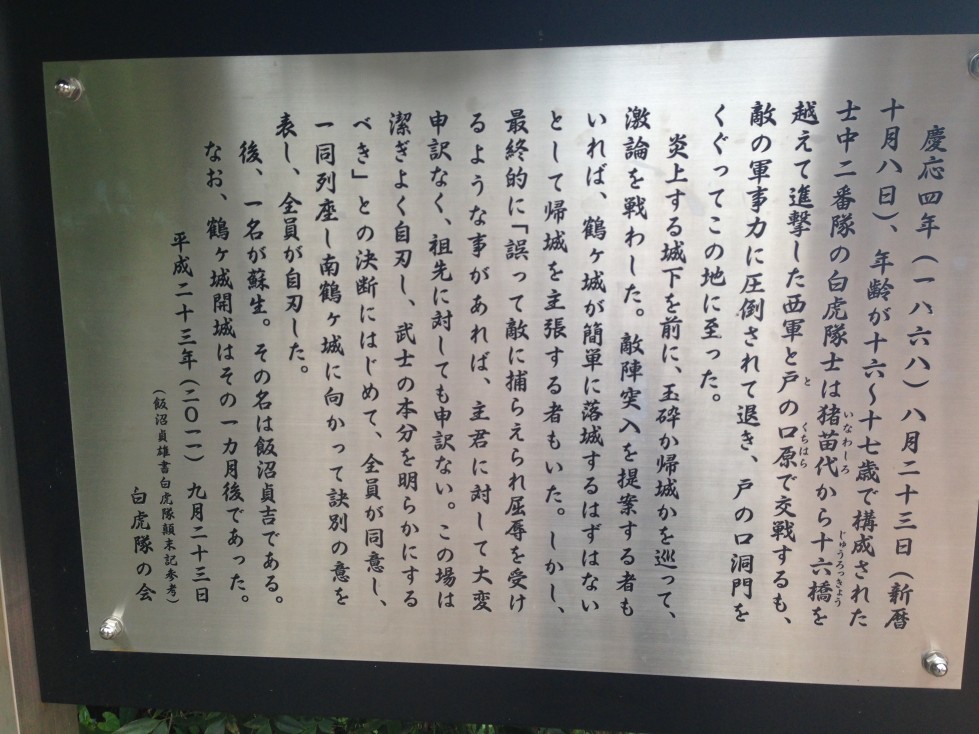 慶応四年（一八六八）八月二十三日（新暦
十月八日）、年齢が十六～十七歳で構成された
士中二番隊の白虎隊士は猪苗代から十六橋を
いなわしろ
じゅうろっきょう
越えて進撃した西軍と戸の口原で交戦するも、
と
くちはら
敵の軍事力に圧倒されて退き、戸の口洞門を
くぐってこの地に至った。
炎上する城下を前に、玉砕か帰城かを巡って、
激論を戦わした。敵陣突入を提案する者も
いれば、鶴ヶ城が簡単に落城するはずはない
として帰城を主張する者もいた。しかし、
最終的に「誤って敵に捕らえられ屈辱を受け
るような事があれば、主君に対して大変
申訳なく、祖先に対しても申訳ない。この場は
潔ぎよく自刃し、武士の本分を明らかにする
べき」との決断にはじめて、全員が同意し、
一同列座し南鶴ヶ城に向かって訣別の意を
表し、全員が自刃した。
後、一名が蘇生。その名は飯沼貞吉である。
なお、鶴ヶ城開城はその一カ月後であった。
平成二十三年（二〇一一）九月二十三日
（飯沼貞雄書白虎隊顛末記参考）
白虎隊の会